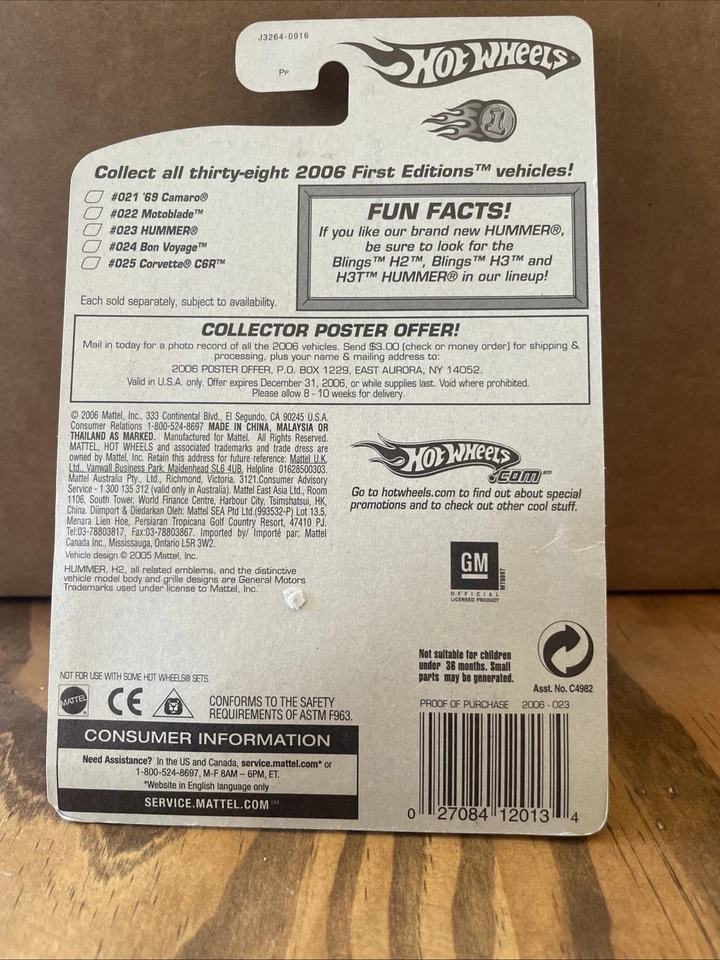 J3264-0916
Pp
HOT WHEELS
1
Collect all thirty-eight 2006 First Editions™ vehicles!
#021 '69 Camaro®
#022 Motoblade™
#023 HUMMER®
#024 Bon Voyage™
#025 Corvette® C6R™
Each sold separately, subject to availability.
FUN FACTS!
If you like our brand new HUMMER®,
be sure to look for the
Blings™ H2™, Blings™ H3™ and
H3T™ HUMMER® in our lineup!
COLLECTOR POSTER OFFER!
Mail in today for a photo record of all the 2006 vehicles. Send $3.00 (check or money order) for shipping &
processing, plus your name & mailing address to:
2006 POSTER OFFER, P.O. BOX 1229, EAST AURORA, NY 14052.
Valid in U.S.A. only. Offer expires December 31, 2006, or while supplies last. Void where prohibited.
Please allow 8 - 10 weeks for delivery.
© 2006 Mattel, Inc., 333 Continental Blvd., El Segundo, CA 90245 U.S.A.
Consumer Relations 1-800-524-8697 MADE IN CHINA, MALAYSIA OR
THAILAND AS MARKED. Manufactured for Mattel. All Rights Reserved.
MATTEL, HOT WHEELS and associated trademarks and trade dress are
owned by Mattel, Inc. Retain this address for future reference: Mattel U.K.
Ltd., Vanwall Business Park, Maidenhead SL6 4UB. Helpline 01628500303.
Mattel Australia Pty., Ltd., Richmond, Victoria. 3121.Consumer Advisory
Service - 1 300 135 312 (valid only in Australia). Mattel East Asia Ltd., Room
1106, South Tower, World Finance Centre, Harbour City, Tsimshatsui, HK,
China. Diimport & Diedarkan Oleh: Mattel SEA Ptd Ltd.(993532-P) Lot 13.5,
Menara Lien Hoe, Persiaran Tropicana Golf Country Resort, 47410 PJ.
Tel:03-78803817, Fax:03-78803867. Imported by/ Importé par: Mattel
Canada Inc., Mississauga, Ontario L5R 3W2.
Vehicle design © 2005 Mattel, Inc.
HUMMER, H2, all related emblems, and the distinctive
vehicle model body and grille designs are General Motors
Trademarks used under license to Mattel, Inc.
HOT WHEELS
.COM℠
Go to hotwheels.com to find out about special
promotions and to check out other cool stuff.
GM
OFFICIAL
LICENSED PRODUCT
Not suitable for children
under 36 months. Small
parts may be generated.
Asst. No. C4982
NOT FOR USE WITH SOME HOT WHEELS® SETS.
MATTEL
CE
CONFORMS TO THE SAFETY
REQUIREMENTS OF ASTM F963.
CONSUMER INFORMATION
Need Assistance? In the US and Canada, service.mattel.com* or
1-800-524-8697, M-F 8AM – 6PM, ET.
*Website in English language only
SERVICE.MATTEL.COM℠
PROOF OF PURCHASE 2006 - 023
0 27084 12013 4